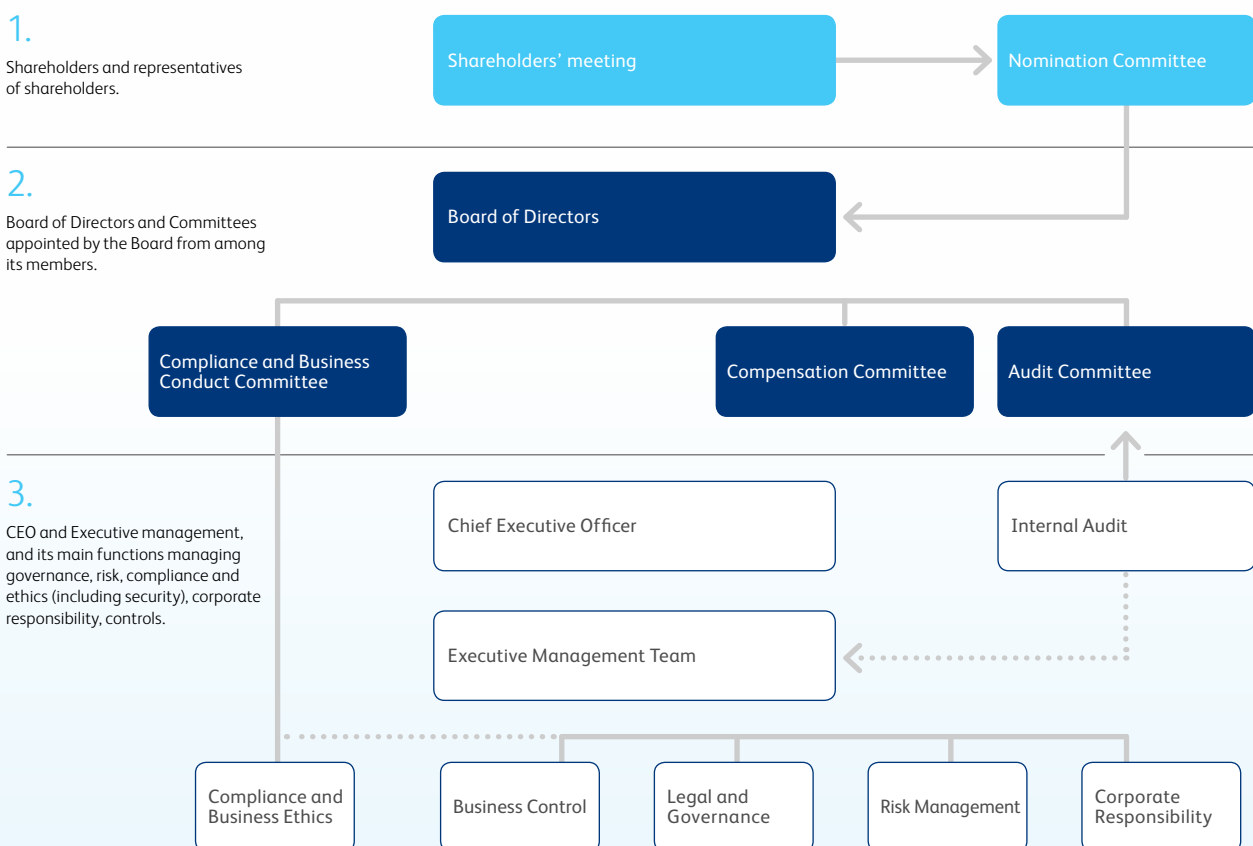 1.
Shareholders and representatives
of shareholders.
Shareholders’ meeting
Nomination Committee
2.
Board of Directors and Committees
appointed by the Board from among
its members.
Board of Directors
Compliance and Business
Conduct Committee
Compensation Committee
Audit Committee
3.
CEO and Executive management,
and its main functions managing
governance, risk, compliance and
ethics (including security), corporate
responsibility, controls.
Chief Executive Officer
Internal Audit
Executive Management Team
Compliance and
Business Ethics
Business Control
Legal and
Governance
Risk Management
Corporate
Responsibility